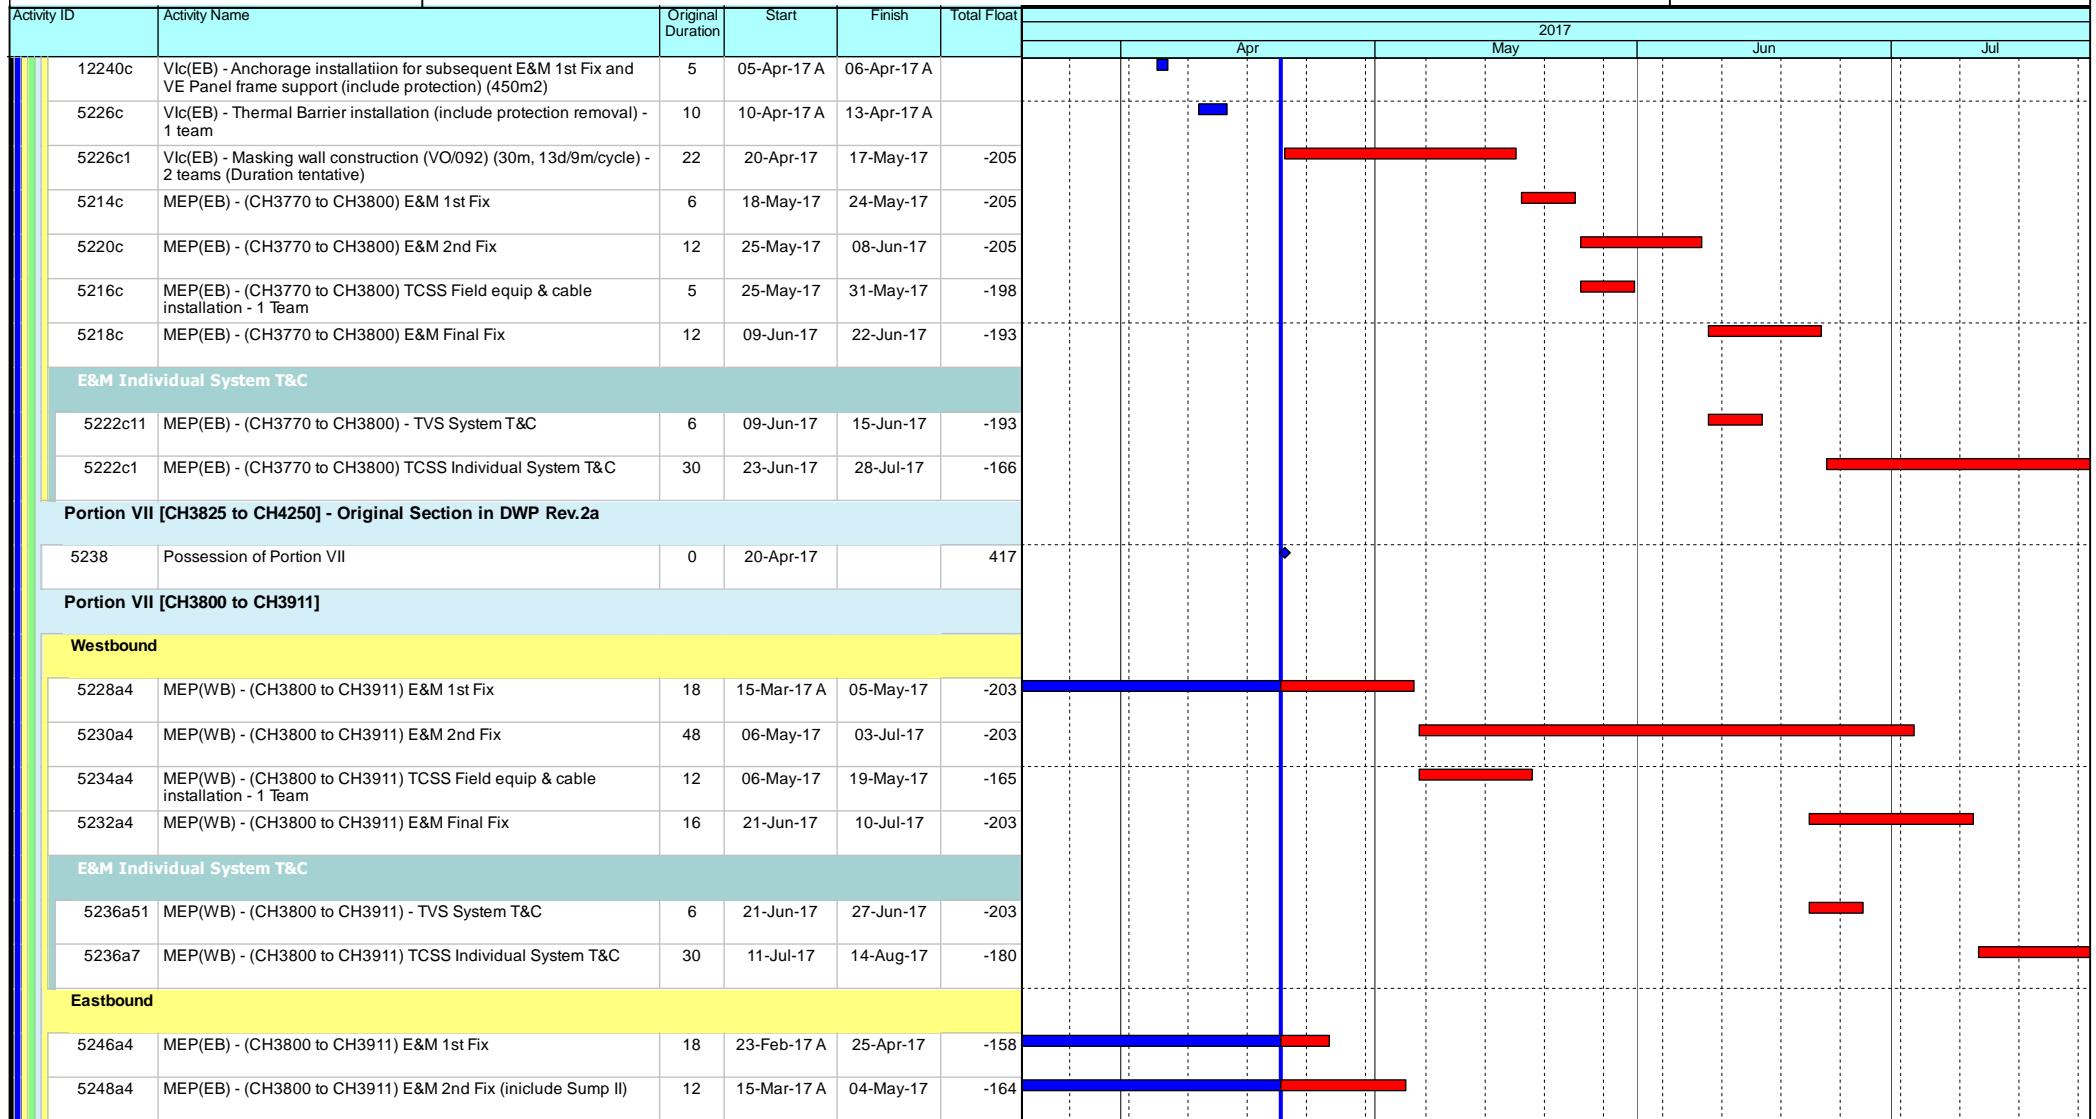 Activity ID Activity Name Original Start Finish Total Float
Duration
2017
Apr May Jun Jul
12240c VIc(EB) - Anchorage installatiion for subsequent E&M 1st Fix and 5 05-Apr-17 A 06-Apr-17 A
VE Panel frame support (include protection) (450m2)
5226c VIc(EB) - Thermal Barrier installation (include protection removal) - 10 10-Apr-17 A 13-Apr-17 A
1 team
5226c1 VIc(EB) - Masking wall construction (VO/092) (30m, 13d/9m/cycle) - 22 20-Apr-17 17-May-17 -205
2 teams (Duration tentative)
5214c MEP(EB) - (CH3770 to CH3800) E&M 1st Fix 6 18-May-17 24-May-17 -205
5220c MEP(EB) - (CH3770 to CH3800) E&M 2nd Fix 12 25-May-17 08-Jun-17 -205
5216c MEP(EB) - (CH3770 to CH3800) TCSS Field equip & cable 5 25-May-17 31-May-17 -198
installation - 1 Team
5218c MEP(EB) - (CH3770 to CH3800) E&M Final Fix 12 09-Jun-17 22-Jun-17 -193
E&M Individual System T&C
5222c11 MEP(EB) - (CH3770 to CH3800) - TVS System T&C 6 09-Jun-17 15-Jun-17 -193
5222c1 MEP(EB) - (CH3770 to CH3800) TCSS Individual System T&C 30 23-Jun-17 28-Jul-17 -166
Portion VII [CH3825 to CH4250] - Original Section in DWP Rev.2a
5238 Possession of Portion VII 0 20-Apr-17 417
Portion VII [CH3800 to CH3911]
Westbound
5228a4 MEP(WB) - (CH3800 to CH3911) E&M 1st Fix 18 15-Mar-17 A 05-May-17 -203
5230a4 MEP(WB) - (CH3800 to CH3911) E&M 2nd Fix 48 06-May-17 03-Jul-17 -203
5234a4 MEP(WB) - (CH3800 to CH3911) TCSS Field equip & cable 12 06-May-17 19-May-17 -165
installation - 1 Team
5232a4 MEP(WB) - (CH3800 to CH3911) E&M Final Fix 16 21-Jun-17 10-Jul-17 -203
E&M Individual System T&C
5236a51 MEP(WB) - (CH3800 to CH3911) - TVS System T&C 6 21-Jun-17 27-Jun-17 -203
5236a7 MEP(WB) - (CH3800 to CH3911) TCSS Individual System T&C 30 11-Jul-17 14-Aug-17 -180
Eastbound
5246a4 MEP(EB) - (CH3800 to CH3911) E&M 1st Fix 18 23-Feb-17 A 25-Apr-17 -158
5248a4 MEP(EB) - (CH3800 to CH3911) E&M 2nd Fix (iniclude Sump II) 12 15-Mar-17 A 04-May-17 -164